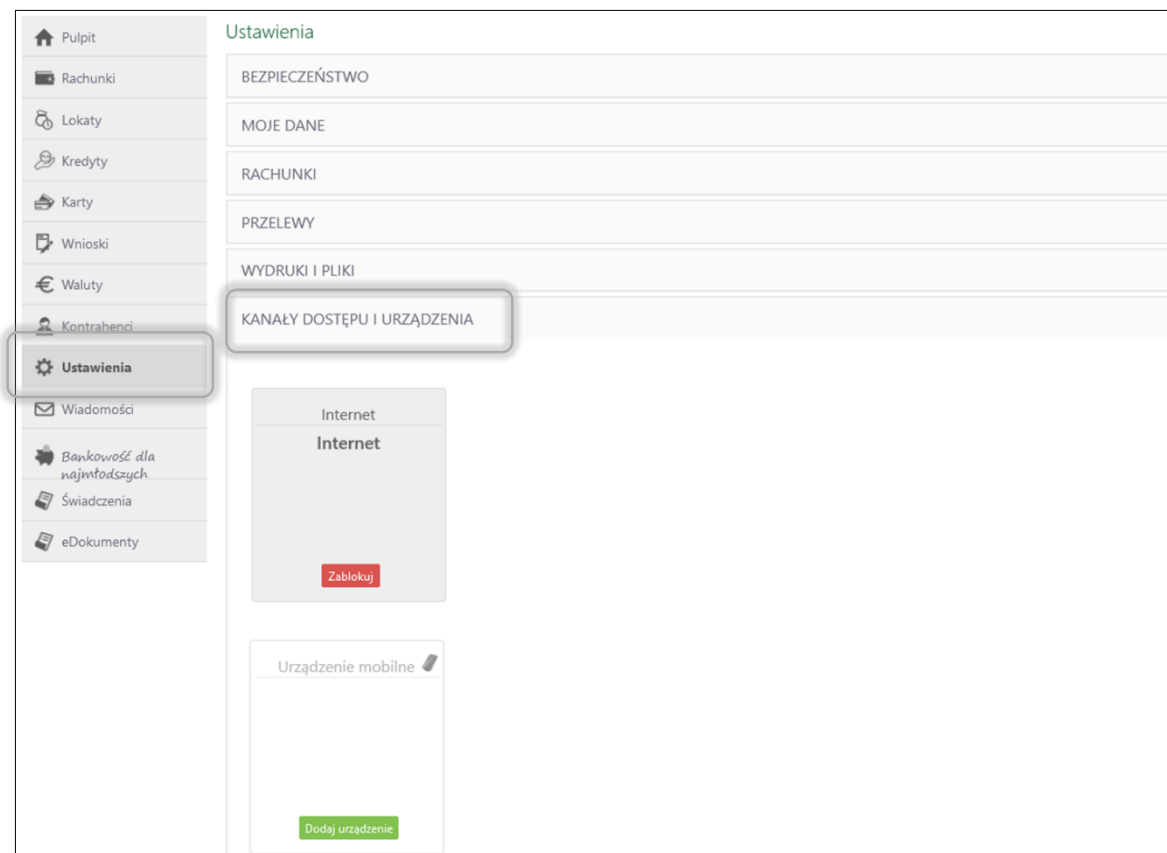 Pulpit
Rachunki
Lokaty
Kredyty
Karty
Wnioski
Waluty
Kontrahenci
Ustawienia
Wiadomości
Bankowość dla
najmłodszych
Świadczenia
eDokumenty
Ustawienia
BEZPIECZEŃSTWO
MOJE DANE
RACHUNKI
PRZELEWY
WYDRUKI I PLIKI
KANAŁY DOSTĘPU I URZĄDZENIA
Internet
Internet
Zablokuj
Urządzenie mobilne
Dodaj urządzenie